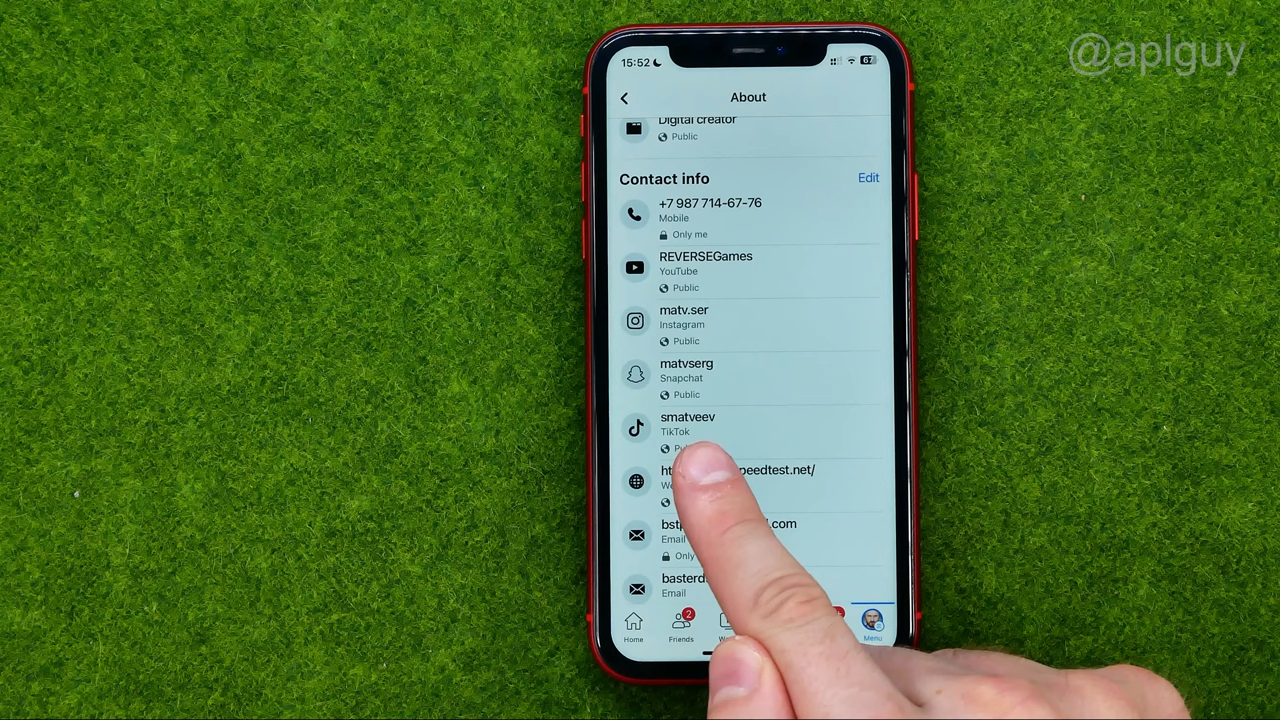 @aplguy
15:52
67
About
Digital creator
Public
Contact info
Edit
+7 987 714-67-76
Mobile
Only me
REVERSEGames
YouTube
Public
matv.ser
Instagram
Public
matvserg
Snapchat
Public
smatveev
TikTok
peedtest.net/
.com
Email
Only
basterd
Email
2
Home
Friends
Menu